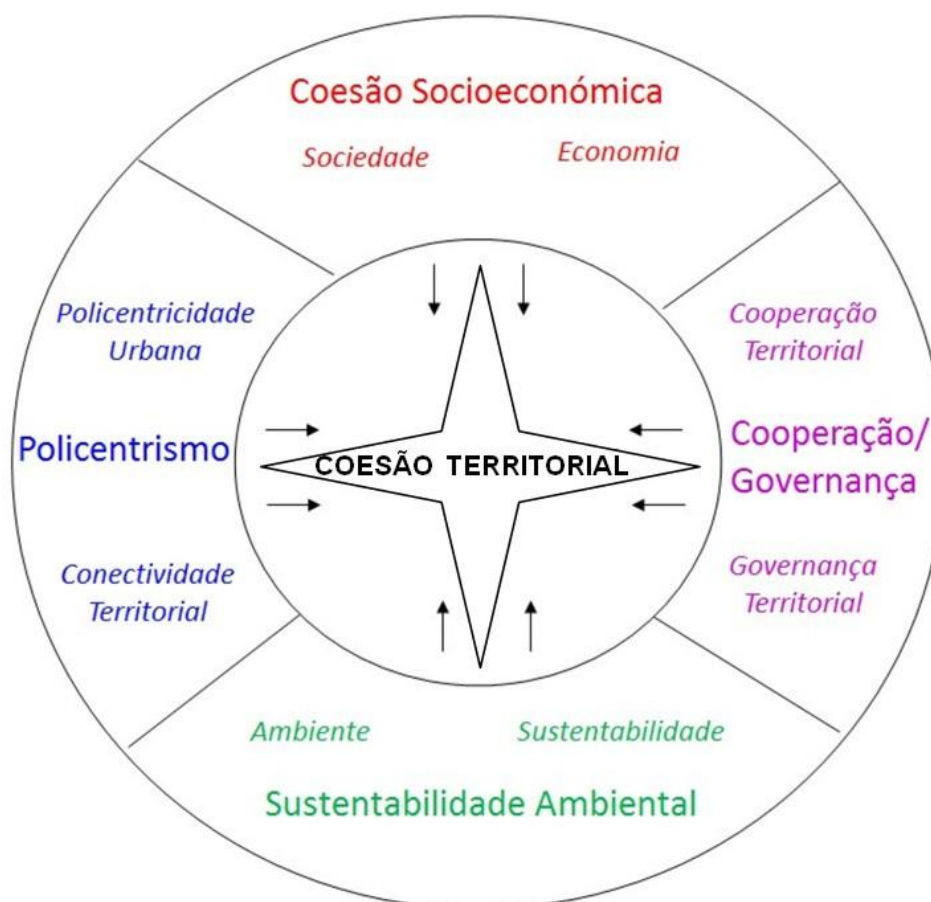 Coesão Socioeconómica
Sociedade
Economia
Policentricidade
Urbana
Policentrismo
Conectividade
Territorial
COESÃO TERRITORIAL
Cooperação
Territorial
Cooperação/
Governança
Governança
Territorial
Ambiente
Sustentabilidade
Sustentabilidade Ambiental